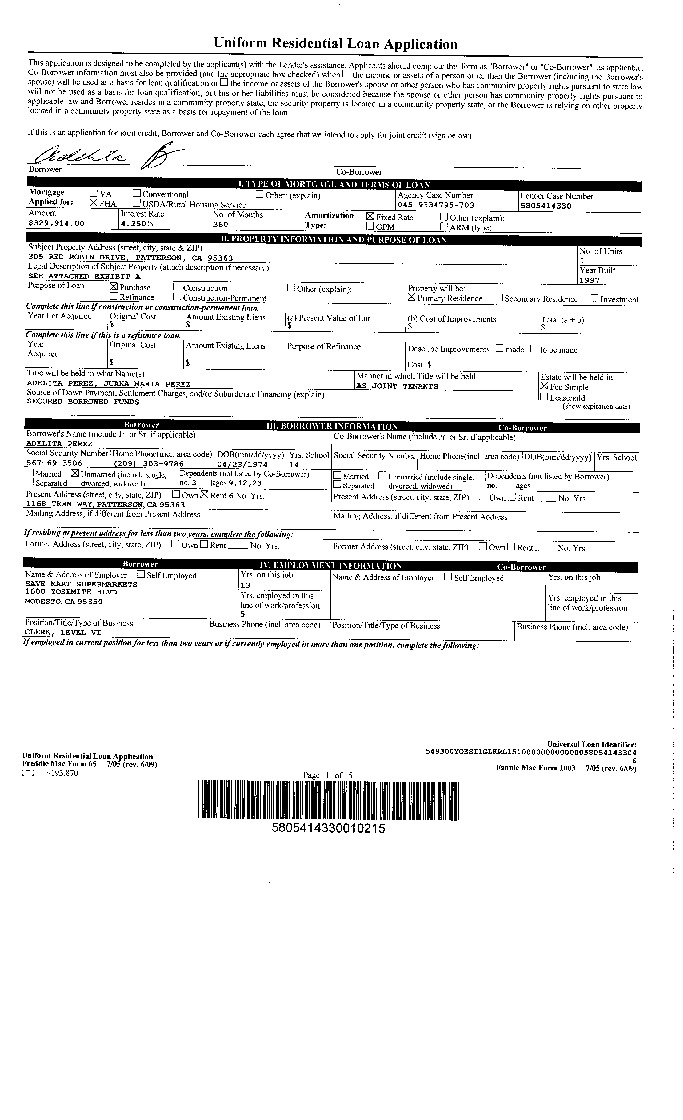 Uniform Residential Loan Application
This application is designed to be completed by the applicant(s) with the Lender's assistance. Applicants should complete this form as "Borrower" or "Co-Borrower" as applicable.
Co-Borrower information must also be provided (and the appropriate box checked) when the income or assets of a person other than the Borrower (including the Borrower's
spouse) will be used as a basis for loan qualification or the income or assets of the Borrower's spouse or other person who has community property rights pursuant to state law
will not be used as a basis for loan qualification, but his or her liabilities must be considered because the spouse or other person has community property rights pursuant to
applicable law and Borrower resides in a community property state, the security property is located in a community property state, or the Borrower is relying on other property
located in a community property state as a basis for repayment of the loan.
If this is an application for joint credit, Borrower and Co-Borrower each agree that we intend to apply for joint credit (sign below)
Borrower Co-Borrower
I. TYPE OF MORTGAGE AND TERMS OF LOAN
Mortgage VA Conventional Other (explain) Agency Case Number Lender Case Number
Applied for: FHA USDA/Rural Housing Service 045 9334795-703 5805414330
Amount Interest Rate No. of Months Amortization Fixed Rate Other (explain):
$329,914.00 4.250% 360 Type: GPM ARM (type):
II. PROPERTY INFORMATION AND PURPOSE OF LOAN
Subject Property Address (street, city, state & ZIP) No. of Units
305 RED ROBIN DRIVE, PATTERSON, CA 95363
Legal Description of Subject Property (attach description if necessary) Year Built
SEE ATTACHED EXHIBIT A 1997
Purpose of Loan Purchase Construction Other (explain): Property will be:
Refinance Construction-Permanent Primary Residence Secondary Residence Investment
Complete this line if construction or construction-permanent loan.
Year Lot Acquired Original Cost Amount Existing Liens (a) Present Value of Lot (b) Cost of Improvements Total (a + b)
$ $ $ $
Complete this line if this is a refinance loan.
Year Original Cost Amount Existing Liens Purpose of Refinance Describe Improvements made to be made
Acquired $ $ Cost $
Title will be held in what Name(s) Manner in which Title will be held Estate will be held in
ADELITA PEREZ, JUANA MARIA PEREZ AS JOINT TENANTS Fee Simple
Source of Down Payment, Settlement Charges, and/or Subordinate Financing (explain) Leasehold
SECURED BORROWED FUNDS (show expiration date)
Borrower III. BORROWER INFORMATION Co-Borrower
Borrower's Name (include Jr. or Sr. if applicable) Co-Borrower's Name (include Jr. or Sr. if applicable)
ADELITA PEREZ
Social Security Number Home Phone (incl. area code) DOB (mm/dd/yyyy) Yrs. School Social Security Number Home Phone (incl. area code) DOB (mm/dd/yyyy) Yrs. School
567 69 3506 (209) 303-9786 04/23/1974 14
Married Unmarried (include single, Dependents (not listed by Co-Borrower) Married Unmarried (include single, Dependents (not listed by Borrower)
Separated divorced, widowed) no. 3 ages 9,12,23 Separated divorced, widowed) no. ages
Present Address (street, city, state, ZIP) Own Rent 6 No. Yrs. Present Address (street, city, state, ZIP) Own Rent No. Yrs.
1168 TRAM WAY, PATTERSON, CA 95363
Mailing Address, if different from Present Address Mailing Address, if different from Present Address
If residing at present address for less than two years, complete the following:
Former Address (street, city, state, ZIP) Own Rent No. Yrs. Former Address (street, city, state, ZIP) Own Rent No. Yrs.
Borrower IV. EMPLOYMENT INFORMATION Co-Borrower
Name & Address of Employer Self Employed Yrs. on this job Name & Address of Employer Self Employed Yrs. on this job
SAVE MART SUPERMARKETS 13
1800 YOSEMITE BLVD Yrs. employed in this Yrs. employed in this
MODESTO, CA 95354 line of work/profession line of work/profession
5
Position/Title/Type of Business Business Phone (incl. area code) Position/Title/Type of Business Business Phone (incl. area code)
CLERK, LEVEL VI
If employed in current position for less than two years or if currently employed in more than one position, complete the following:
Universal Loan Identifier:
6
Uniform Residential Loan Application
Freddie Mac Form 65 7/05 (rev. 6/09) Fannie Mae Form 1003 7/05 (rev. 6/09)
Page 1 of 5
5805414330010215